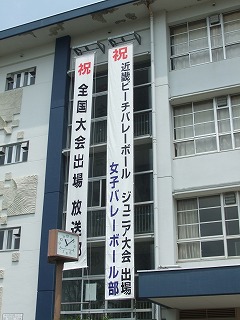 祝 近畿ビーチバレーボール ジュニア大会 出場
女子バレーボール部
祝 全国大会出場 放送部